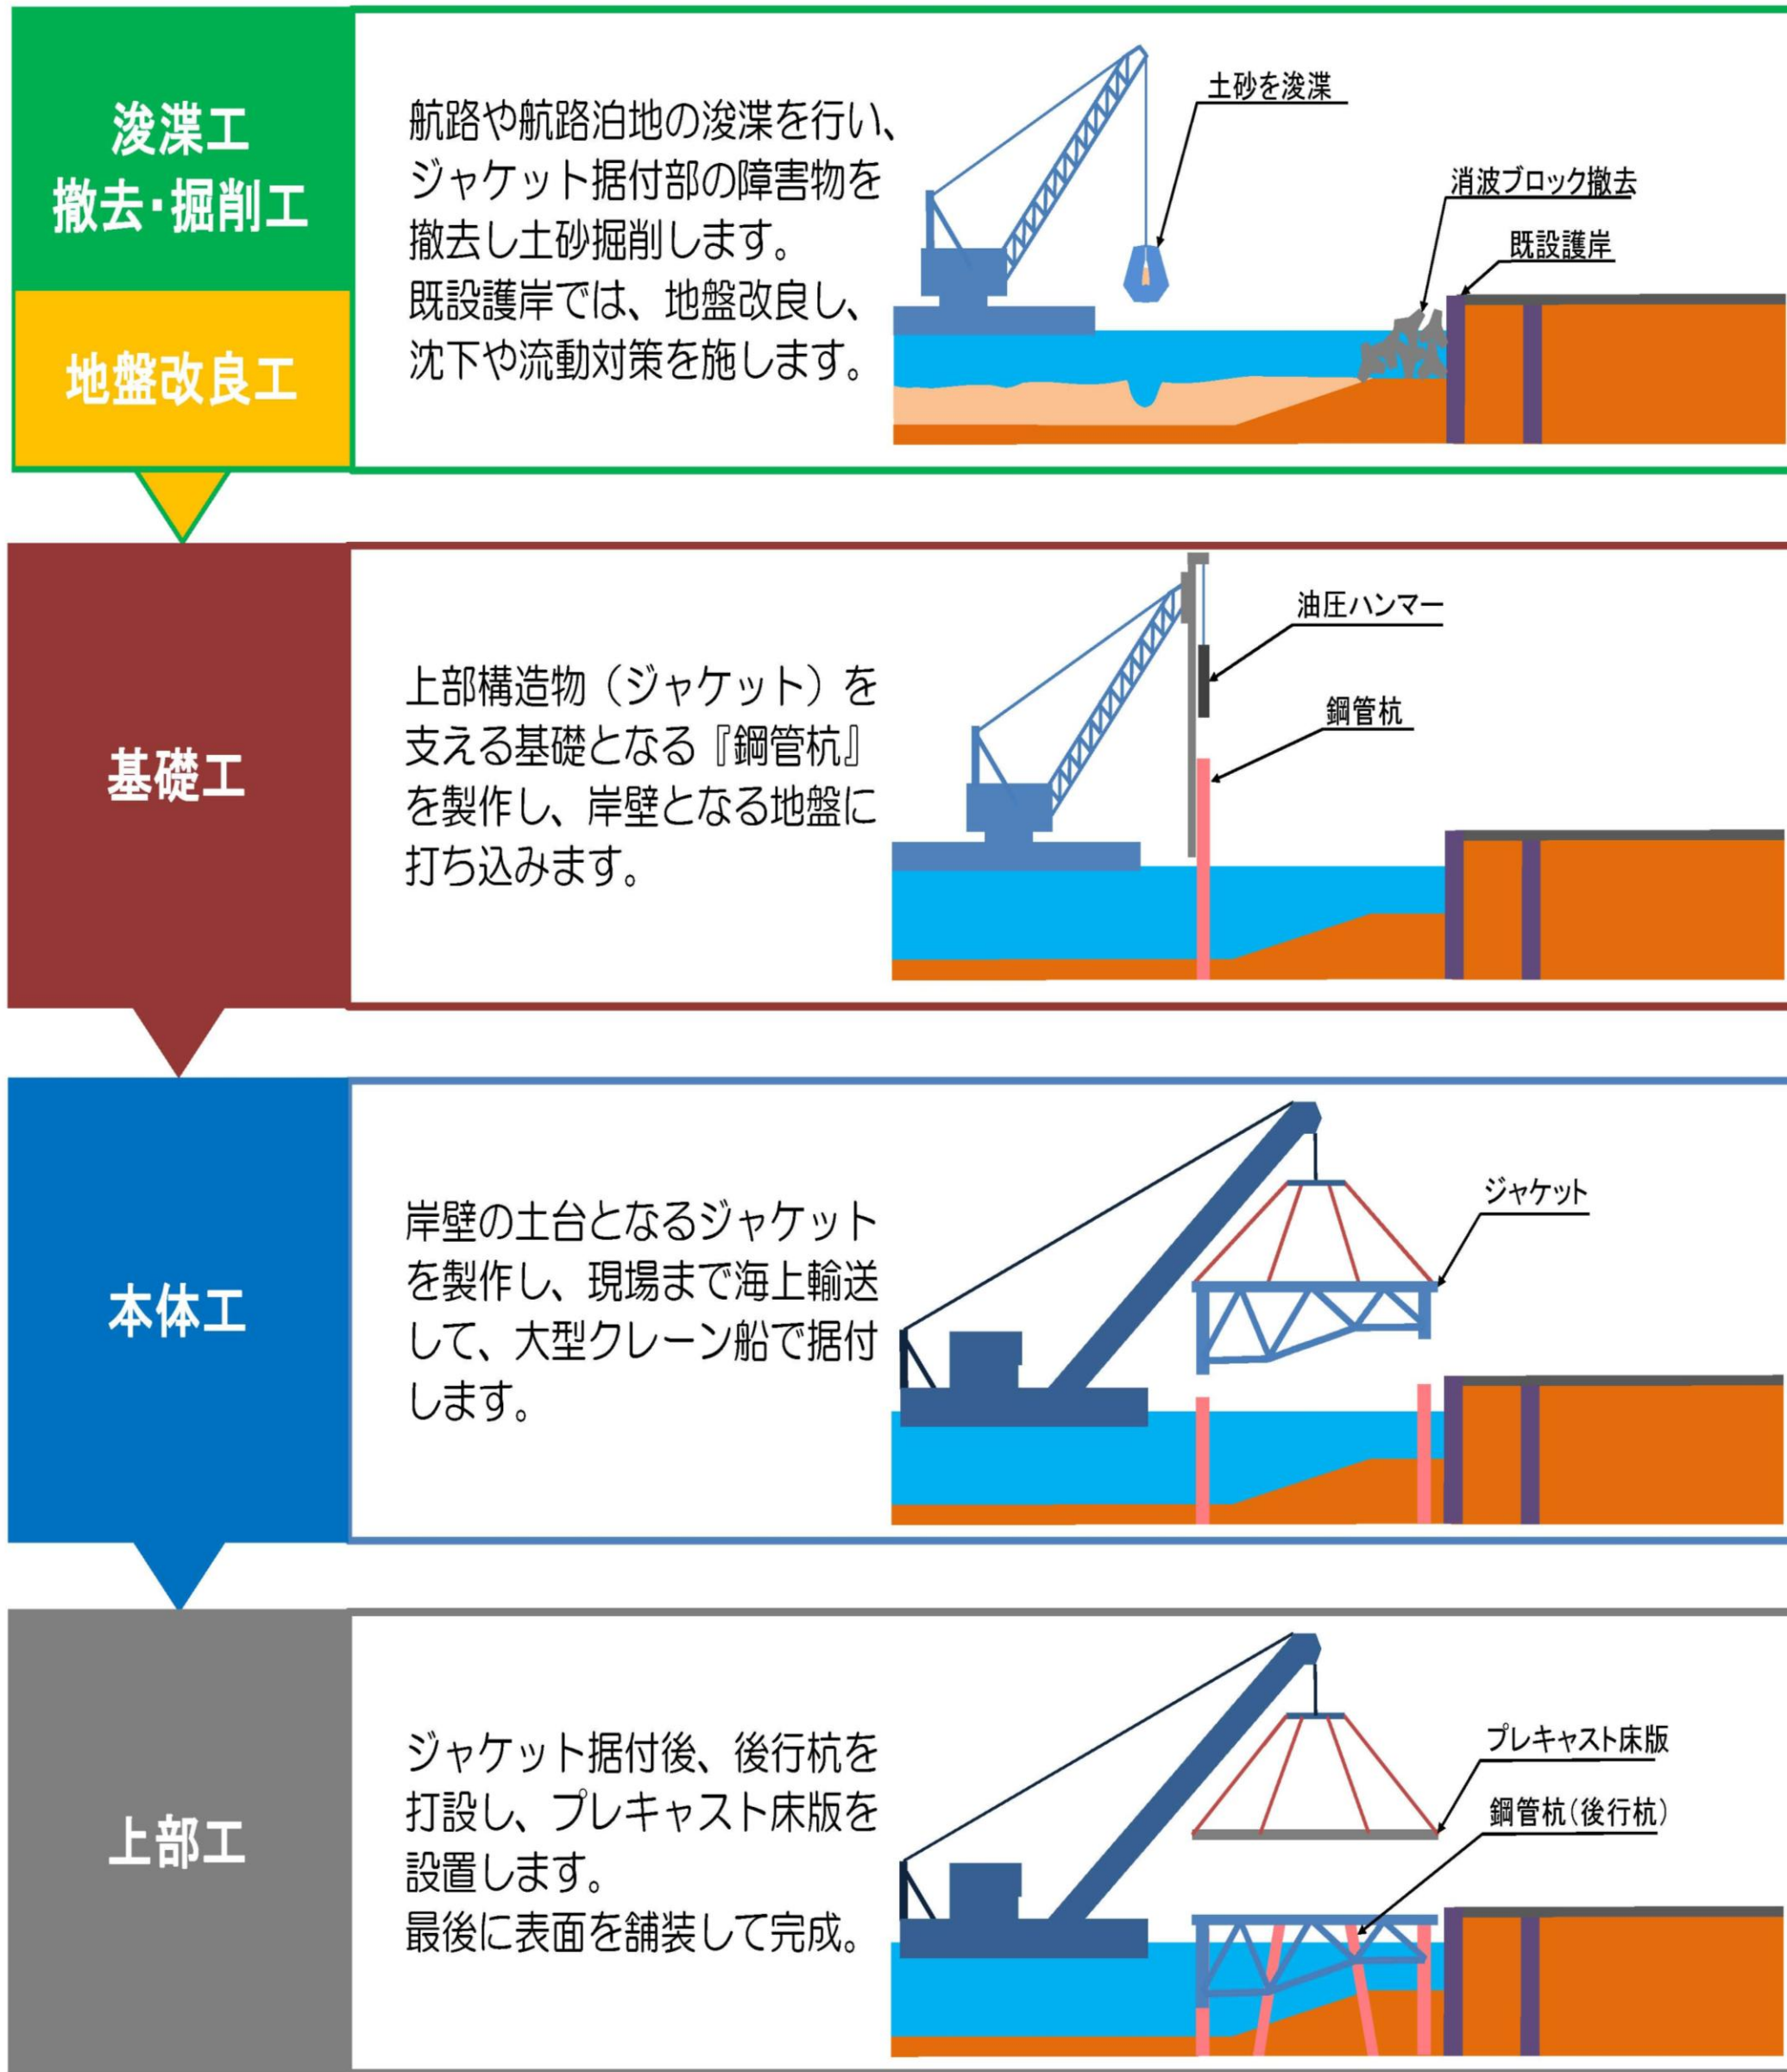 浚渫工
撤去・掘削工
地盤改良工
航路や航路泊地の浚渫を行い、
ジャケット据付部の障害物を
撤去し土砂掘削します。
既設護岸では、地盤改良し、
沈下や流動対策を施します。
土砂を浚渫
消波ブロック撤去
既設護岸
基礎工
上部構造物（ジャケット）を
支える基礎となる『鋼管杭』
を製作し、岸壁となる地盤に
打ち込みます。
油圧ハンマー
鋼管杭
本体工
岸壁の土台となるジャケット
を製作し、現場まで海上輸送
して、大型クレーン船で据付
します。
ジャケット
上部工
ジャケット据付後、後行杭を
打設し、プレキャスト床版を
設置します。
最後に表面を舗装して完成。
プレキャスト床版
鋼管杭（後行杭）